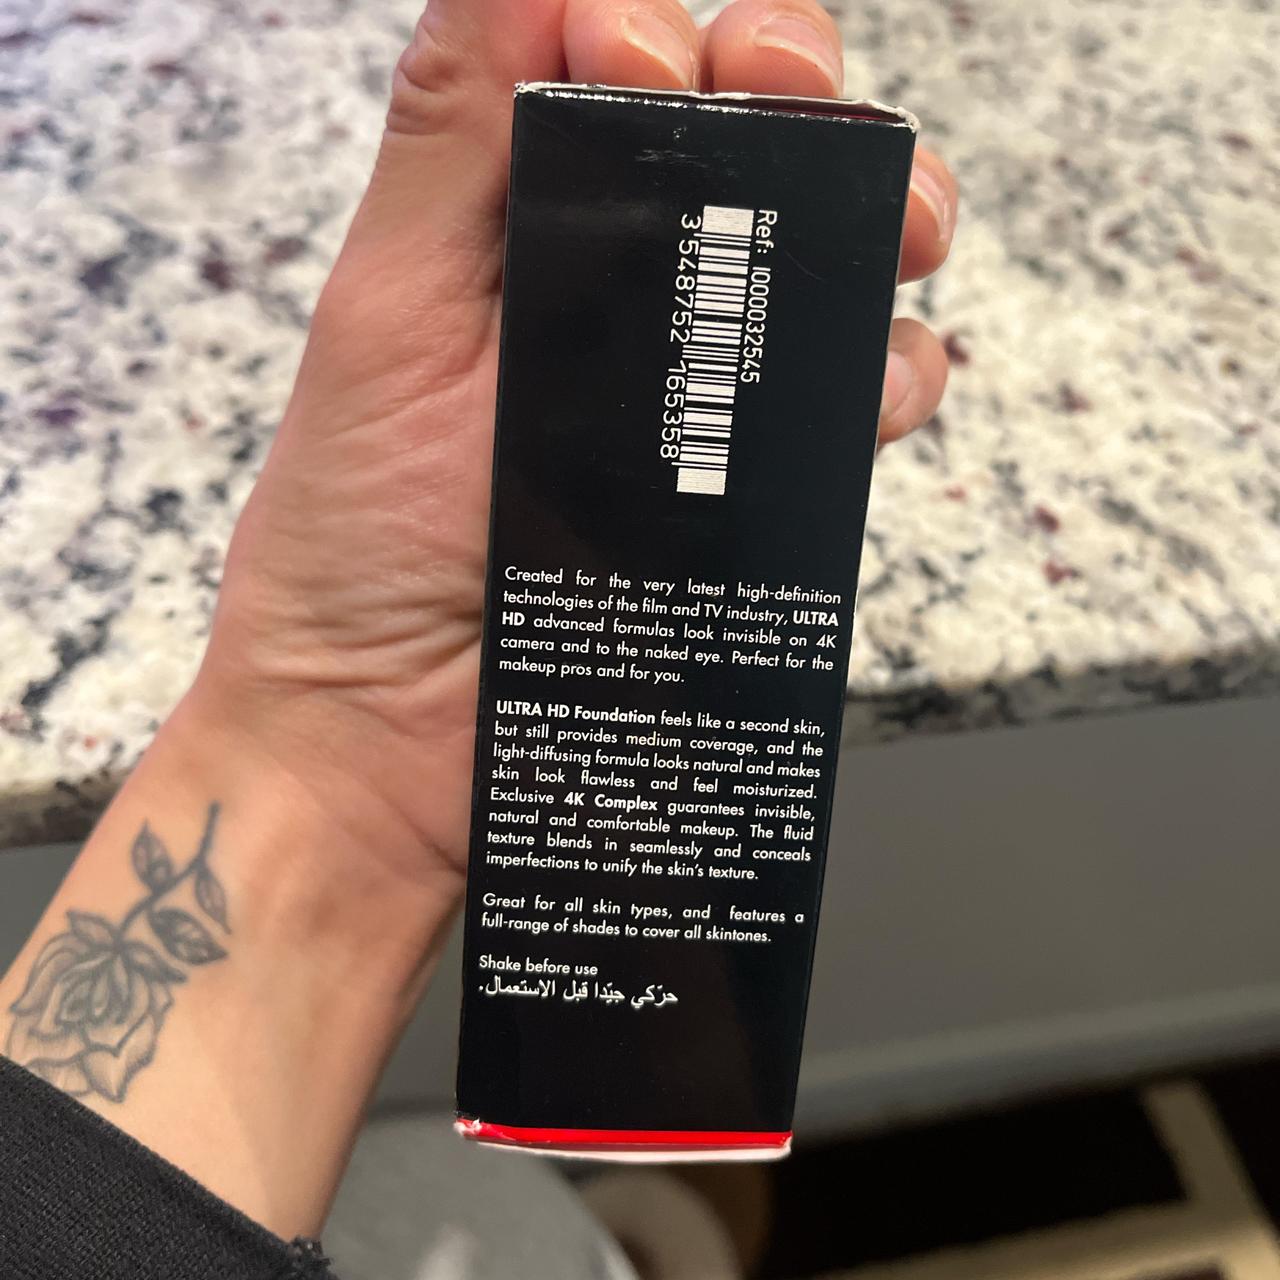 Ref: I000032545
3 548752 165358
Created for the very latest high-definition
technologies of the film and TV industry, ULTRA
HD advanced formulas look invisible on 4K
camera and to the naked eye. Perfect for the
makeup pros and for you.
ULTRA HD Foundation feels like a second skin,
but still provides medium coverage, and the
light-diffusing formula looks natural and makes
skin look flawless and feel moisturized.
Exclusive 4K Complex guarantees invisible,
natural and comfortable makeup. The fluid
texture blends in seamlessly and conceals
imperfections to unify the skin's texture.
Great for all skin types, and features a
full-range of shades to cover all skintones.
Shake before use
حرّكي جيّدا قبل الاستعمال.